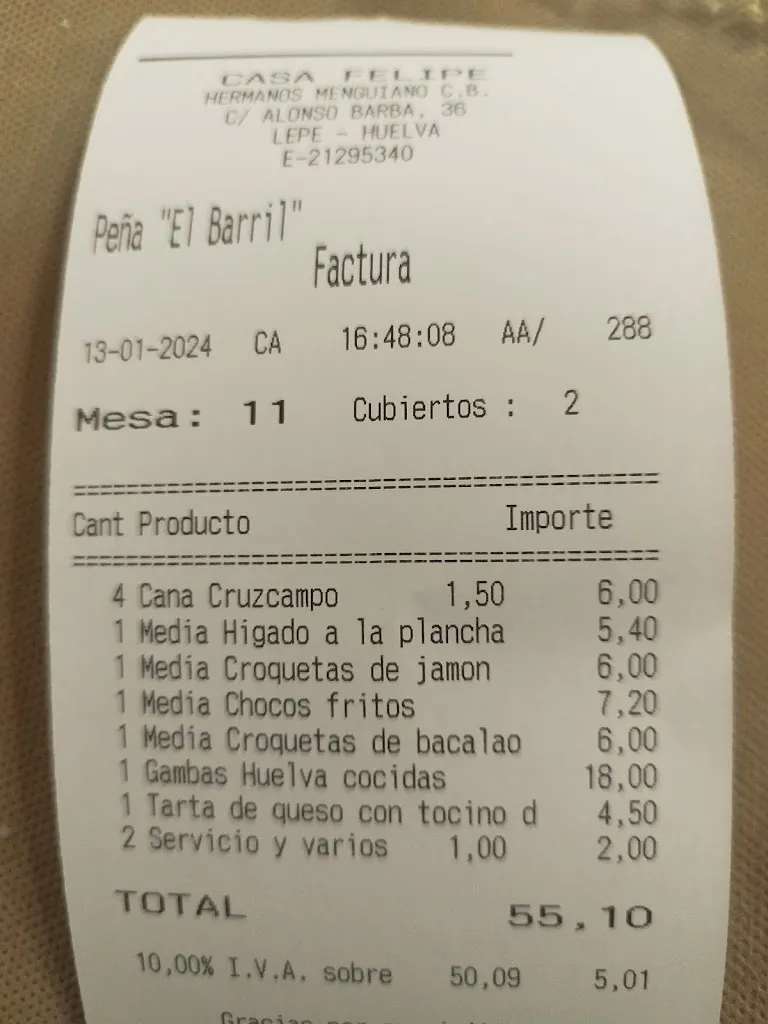 CASA FELIPE
HERMANOS MENGUIANO C.B.
C/ ALONSO BARBA, 36
LEPE - HUELVA
E-21295340
Peña "El Barril"
Factura
13-01-2024 CA 16:48:08 AA/ 288
Mesa: 11 Cubiertos : 2
Cant Producto Importe
4 Cana Cruzcampo 1,50 6,00
1 Media Higado a la plancha 5,40
1 Media Croquetas de jamon 6,00
1 Media Chocos fritos 7,20
1 Media Croquetas de bacalao 6,00
1 Gambas Huelva cocidas 18,00
1 Tarta de queso con tocino d 4,50
2 Servicio y varios 1,00 2,00
TOTAL 55,10
10,00% I.V.A. sobre 50,09 5,01
Gracias